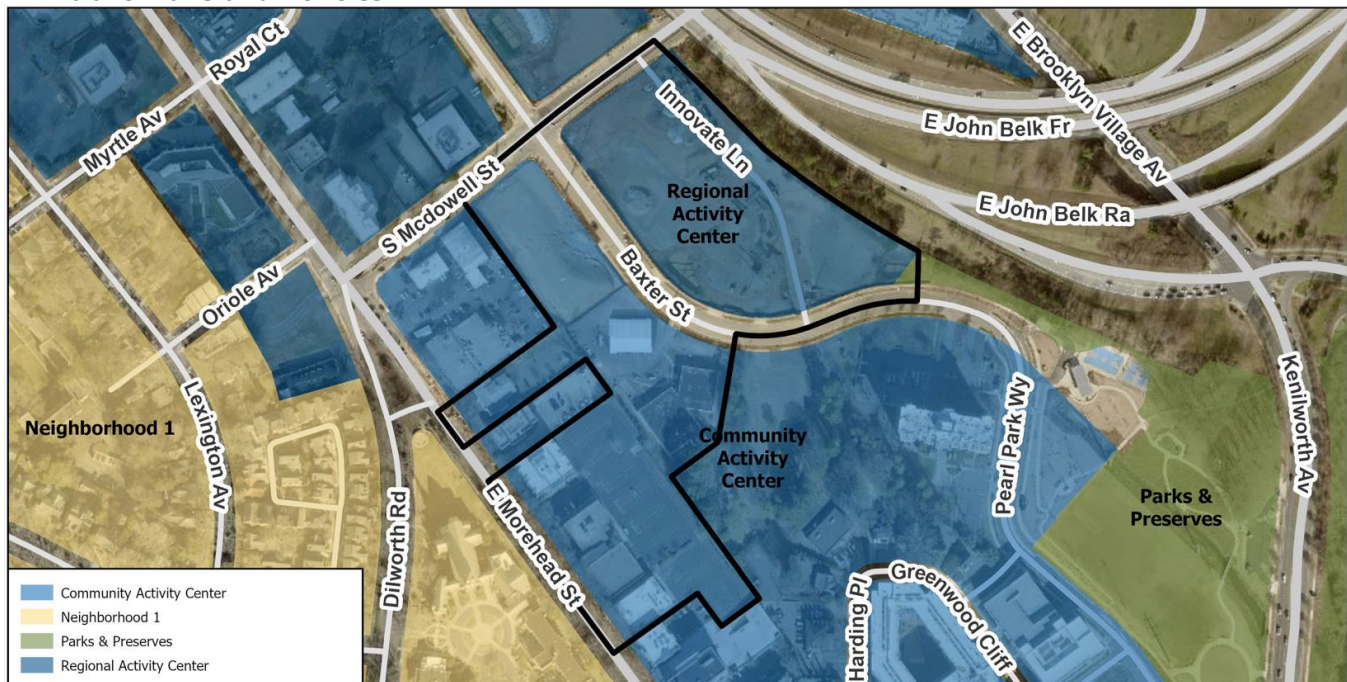 Royal Ct
Myrtle Av
S Mcdowell St
Oriole Av
Lexington Av
Neighborhood 1
Dilworth Rd
E Morehead St
Baxter St
Innovate Ln
Regional
Activity
Center
Community
Activity
Center
E Brooklyn Village Av
E John Belk Fr
E John Belk Ra
Kenilworth Av
Pearl Park Wy
Parks &
Preserves
Harding Pl
Greenwood Cliff
Community Activity Center
Neighborhood 1
Parks & Preserves
Regional Activity Center